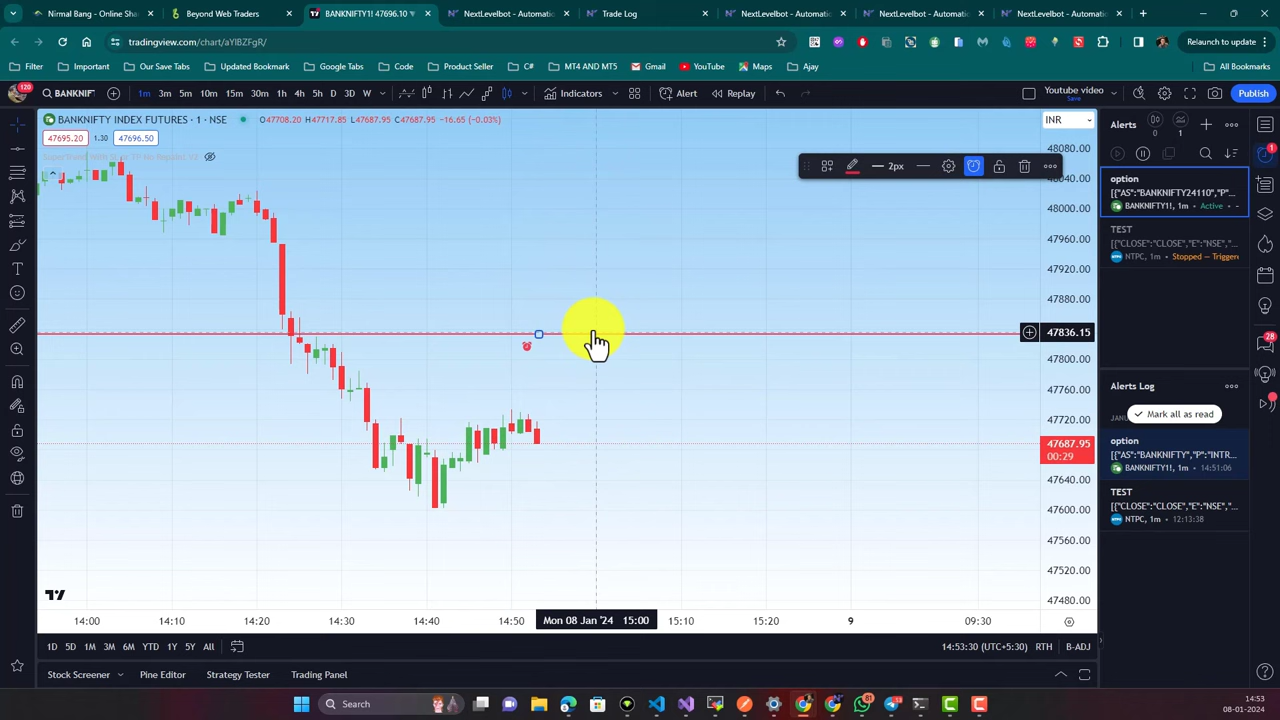 Nirmal Bang - Online Shar
Beyond Web Traders
BANKNIFTY1! 47696.10
NextLevelbot - Automatic
Trade Log
NextLevelbot - Automatic
NextLevelbot - Automatic
NextLevelbot - Automatic
tradingview.com/chart/aYlBZFgR/
Relaunch to update
Filter
Important
Our Save Tabs
Updated Bookmark
Google Tabs
Code
Product Seller
C#
MT4 AND MT5
Gmail
YouTube
Maps
Ajay
All Bookmarks
120
BANKNIF
1m 3m 5m 10m 15m 30m 1h 4h 5h D 3D W
Indicators
Alert
Replay
Youtube video
Save
Publish
BANKNIFTY INDEX FUTURES · 1 · NSE
O47708.20 H47717.85 L47687.95 C47687.95 -16.65 (-0.03%)
INR
47695.20 1.30 47696.50
2px
48080.00
48040.00
48000.00
47960.00
47920.00
47880.00
47836.15
47800.00
47760.00
47720.00
47687.95
00:29
47640.00
47600.00
47560.00
47520.00
47480.00
14:00 14:10 14:20 14:30 14:40 14:50 Mon 08 Jan '24 15:00 15:10 15:20 9 09:30
1D 5D 1M 3M 6M YTD 1Y 5Y All
14:53:30 (UTC+5:30) RTH B-ADJ
Stock Screener
Pine Editor
Strategy Tester
Trading Panel
Alerts
0
1
option
[{"AS":"BANKNIFTY24110","P"...
BANKNIFTY1!, 1m • Active • -
TEST
[{"CLOSE":"CLOSE","E":"NSE",...
NTPC, 1m • Stopped — Triggere
Alerts Log
Mark all as read
option
[{"AS":"BANKNIFTY","P":"INTR...
BANKNIFTY1!, 1m • 14:51:06
TEST
[{"CLOSE":"CLOSE","E":"NSE",...
NTPC, 1m • 12:13:38
1
28
Search
81
14:53
08-01-2024